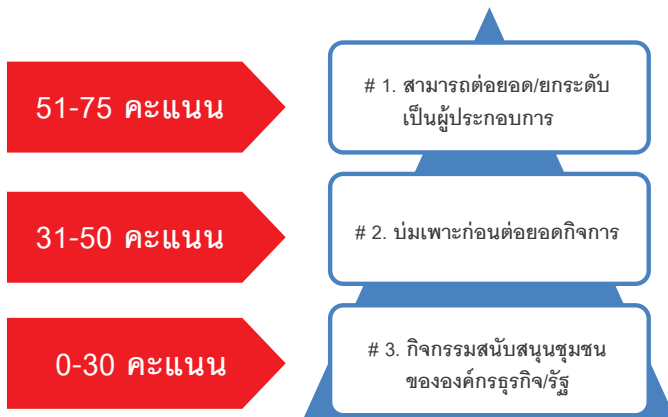 51-75 คะแนน
# 1. สามารถต่อยอด/ยกระดับ
เป็นผู้ประกอบการ
31-50 คะแนน
# 2. บ่มเพาะก่อนต่อยอดกิจการ
0-30 คะแนน
# 3. กิจกรรมสนับสนุนชุมชน
ขององค์กรธุรกิจ/รัฐ